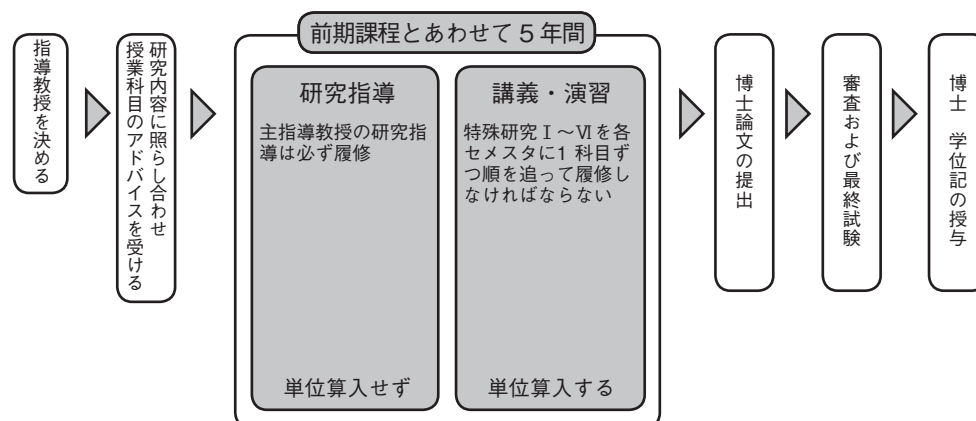 指導教授を決める
研究内容に照らし合わせ
授業科目のアドバイスを受ける
前期課程とあわせて5年間
研究指導
主指導教授の研究指
導は必ず履修
単位算入せず
講義・演習
特殊研究Ⅰ～Ⅵを各
セメスタに1 科目ず
つ順を追って履修し
なければならない
単位算入する
博士論文の提出
審査および最終試験
博士 学位記の授与